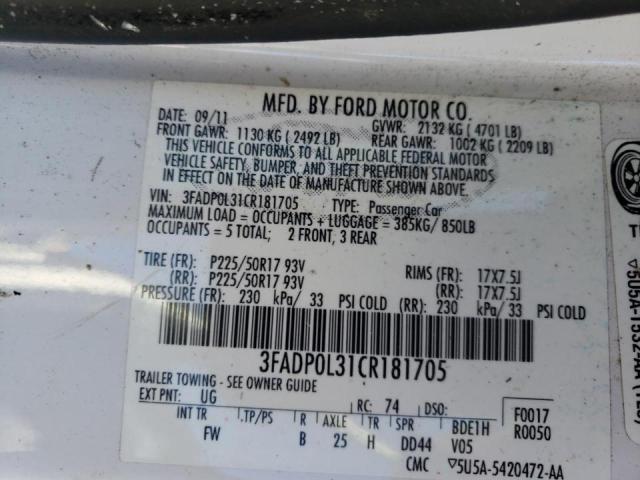 MFD. BY FORD MOTOR CO.
DATE: 09/11 GVWR: 2132 KG ( 4701 LB)
FRONT GAWR: 1130 KG ( 2492 LB) REAR GAWR: 1002 KG ( 2209 LB)
THIS VEHICLE CONFORMS TO ALL APPLICABLE FEDERAL MOTOR
VEHICLE SAFETY, BUMPER, AND THEFT PREVENTION STANDARDS
IN EFFECT ON THE DATE OF MANUFACTURE SHOWN ABOVE.
VIN: 3FADP0L31CR181705 TYPE: Passenger Car
MAXIMUM LOAD = OCCUPANTS + LUGGAGE = 385KG/ 850LB
OCCUPANTS = 5 TOTAL; 2 FRONT, 3 REAR
TIRE (FR): P225/50R17 93V RIMS (FR): 17X7.5J
(RR): P225/50R17 93V (RR): 17X7.5J
PRESSURE (FR): 230 kPa/ 33 PSI COLD (RR): 230 kPa/ 33 PSI COLD
3FADP0L31CR181705
TRAILER TOWING - SEE OWNER GUIDE
EXT PNT: UG RC: 74 DSO: F0017
INT TR .TP/PS R AXLE TR SPR BDE1H R0050
FW B 25 H DD44 V05
CMC ▽5U5A-5420472-AA